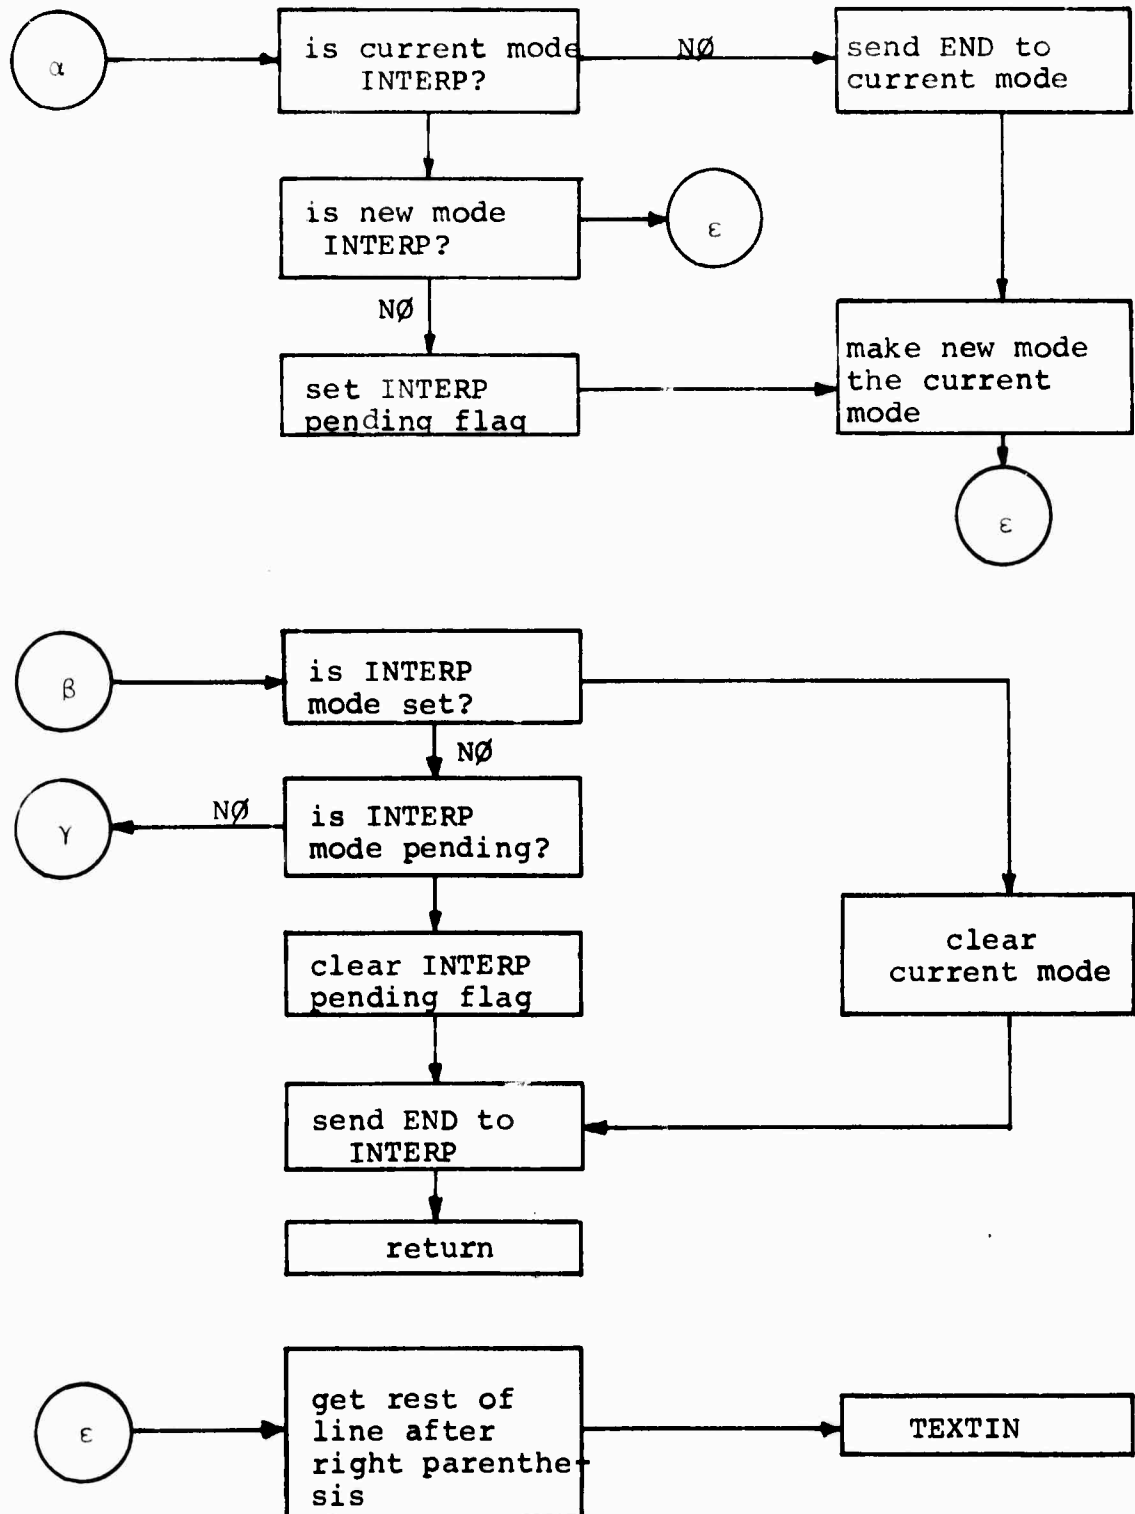 α
is current mode
INTERP?
NØ
send END to
current mode
is new mode
INTERP?
ε
NØ
set INTERP
pending flag
make new mode
the current
mode
ε
β
is INTERP
mode set?
NØ
γ
NØ
is INTERP
mode pending?
clear INTERP
pending flag
clear
current mode
send END to
INTERP
return
ε
get rest of
line after
right parenthe-
sis
TEXTIN